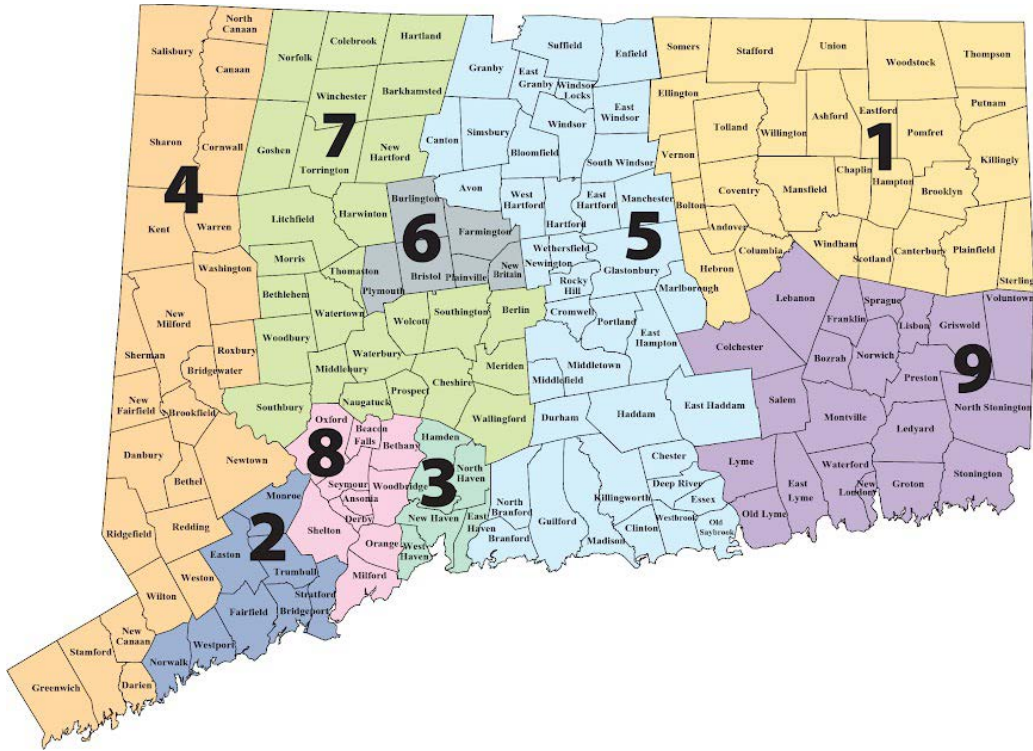 North
Canaan
Salisbury
Canaan
Sharon
Cornwall
4
Kent
Warren
Washington
New
Milford
Sherman
Roxbury
Bridgewater
New
Fairfield
Brookfield
Danbury
Newtown
Bethel
Ridgefield
Redding
Weston
Wilton
New
Canaan
Stamford
Greenwich
Darien
Norfolk
Colebrook
Hartland
Winchester
Barkhamsted
7
Goshen
New
Hartford
Torrington
Litchfield
Harwinton
Morris
Thomaston
Bethlehem
Watertown
Wolcott
Southington
Berlin
Woodbury
Waterbury
Middlebury
Meriden
Cheshire
Prospect
Naugatuck
Southbury
Wallingford
Burlington
6
Farmington
Bristol
Plainville
New
Britain
Plymouth
Suffield
Enfield
Granby
East
Granby
Windsor
Locks
East
Windsor
Simsbury
Windsor
Canton
Bloomfield
South Windsor
Avon
West
Hartford
East
Hartford
Manchester
Hartford
5
Wethersfield
Newington
Glastonbury
Rocky
Hill
Marlborough
Cromwell
Portland
East
Hampton
Middletown
Middlefield
Durham
Haddam
East Haddam
Chester
Deep River
Essex
Killingworth
North
Branford
Branford
Guilford
Madison
Clinton
Westbrook
Old
Saybrook
Somers
Stafford
Union
Woodstock
Thompson
Ellington
Putnam
Tolland
Willington
Ashford
Eastford
Pomfret
1
Killingly
Vernon
Chaplin
Hampton
Brooklyn
Mansfield
Coventry
Bolton
Andover
Columbia
Windham
Scotland
Canterbury
Plainfield
Sterling
Hebron
Lebanon
Sprague
Voluntown
Franklin
Lisbon
Griswold
Colchester
Bozrah
Norwich
Preston
9
North Stonington
Salem
Montville
Ledyard
Lyme
Waterford
New
London
Groton
Stonington
East
Lyme
Old Lyme
Oxford
Beacon
Falls
Bethany
8
Seymour
Woodbridge
Ansonia
Derby
Shelton
Orange
Milford
Hamden
North
Haven
3
New Haven
East
Haven
West
Haven
Monroe
2
Easton
Trumbull
Stratford
Fairfield
Bridgeport
Westport
Norwalk